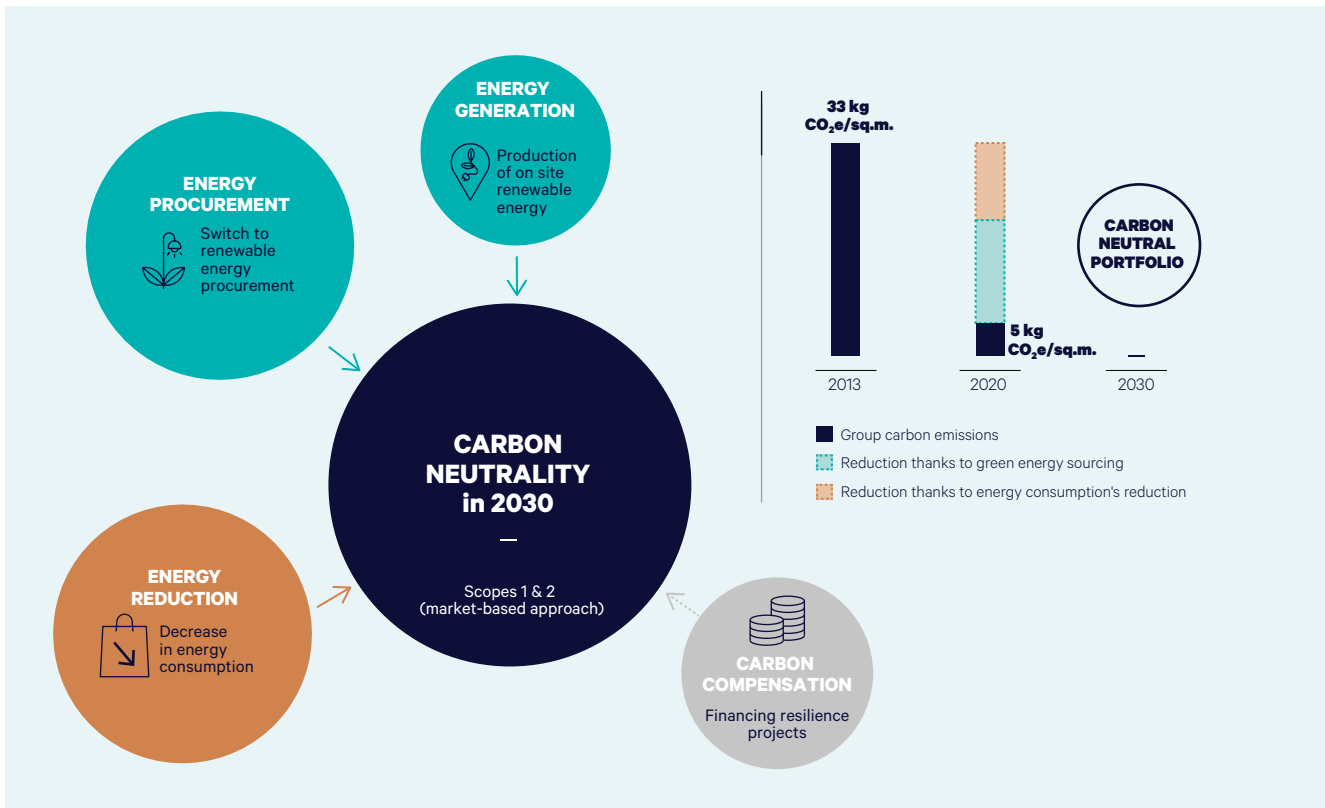 ENERGY
GENERATION
Production
of on site
renewable
energy
ENERGY
PROCUREMENT
Switch to
renewable
energy
procurement
CARBON
NEUTRALITY
in 2030
Scopes 1 & 2
(market-based approach)
ENERGY
REDUCTION
Decrease
in energy
consumption
CARBON
COMPENSATION
Financing resilience
projects
33 kg
CO₂e/sq.m.
5 kg
CO₂e/sq.m.
CARBON
NEUTRAL
PORTFOLIO
2013
2020
2030
Group carbon emissions
Reduction thanks to green energy sourcing
Reduction thanks to energy consumption's reduction